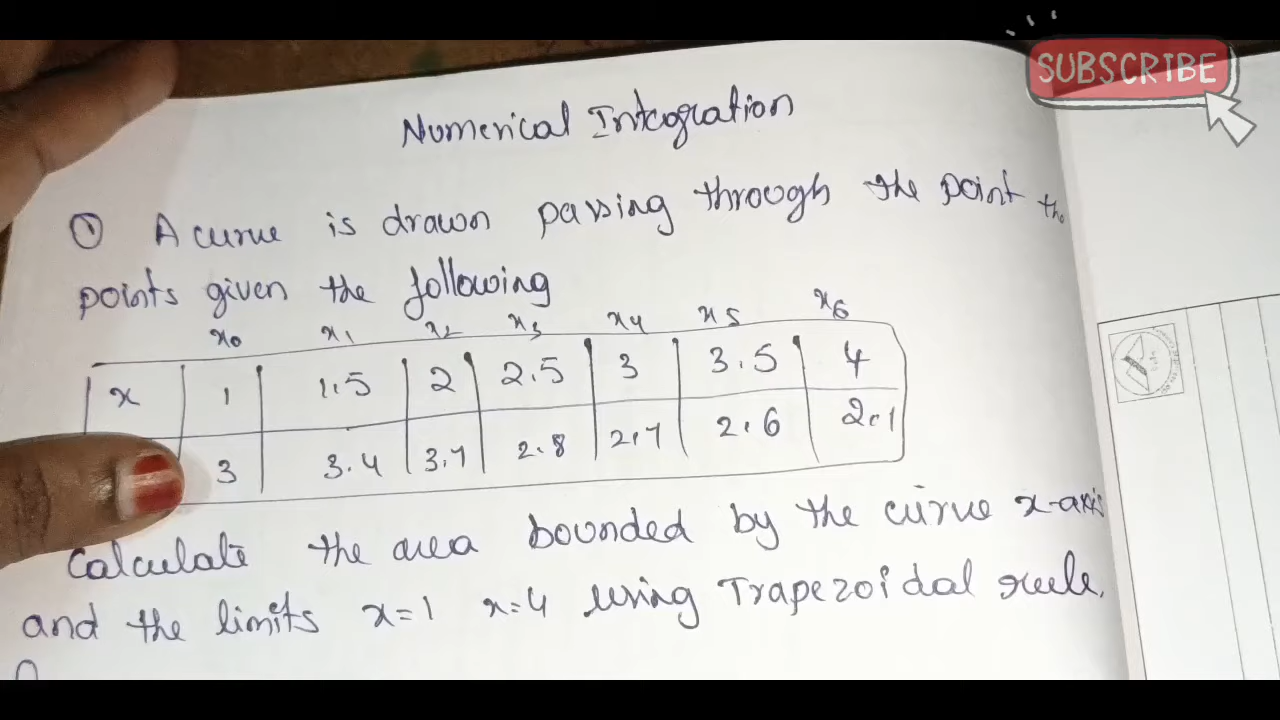 SUBSCRIBE
Numerical Integration
① A curve is drawn passing through the point the
points given the following
x0 x1 x2 x3 x4 x5 x6
x 1 1.5 2 2.5 3 3.5 4
3 3.4 3.7 2.8 2.7 2.6 2.1
Calculate the area bounded by the curve x-axis
and the limits x=1 x=4 using Trapezoidal rule.